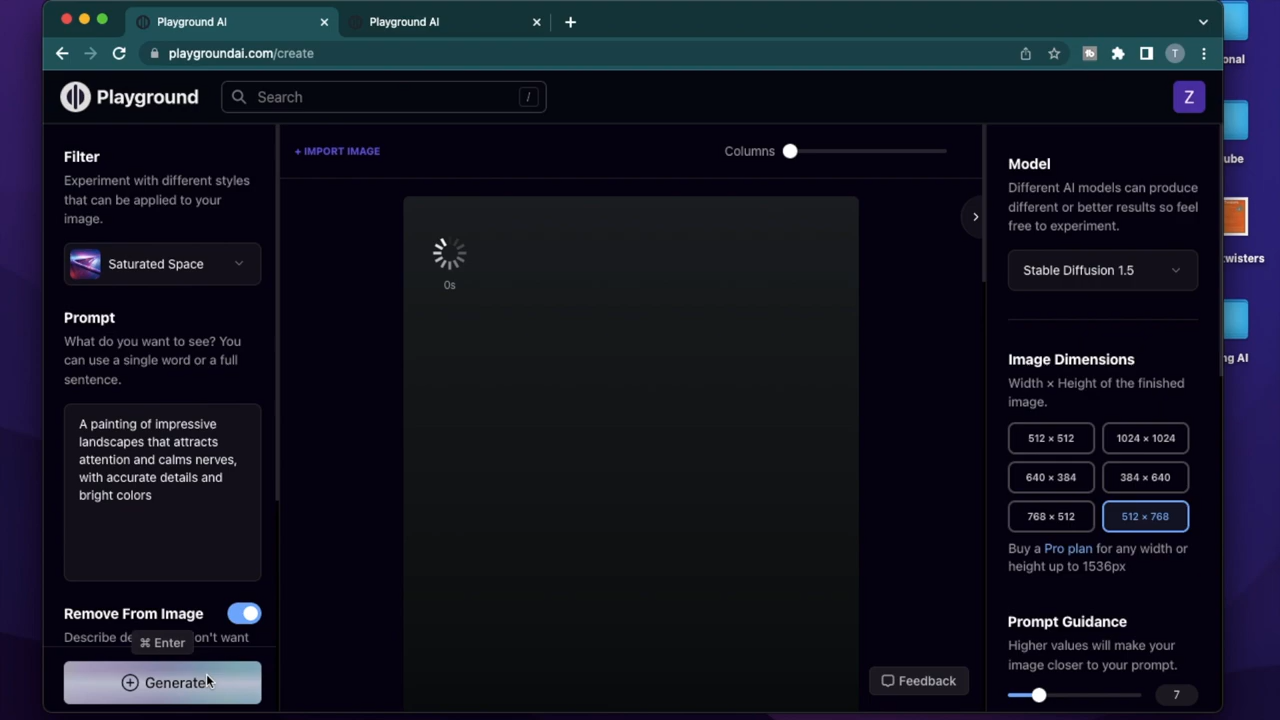 Playground AI
Playground AI
playgroundai.com/create
T
Playground
Search
/
Z
Filter
Experiment with different styles
that can be applied to your
image.
Saturated Space
Prompt
What do you want to see? You
can use a single word or a full
sentence.
A painting of impressive
landscapes that attracts
attention and calms nerves,
with accurate details and
bright colors
Remove From Image
Describe de on't want
⌘ Enter
Generate
+ IMPORT IMAGE
Columns
0s
Feedback
Model
Different AI models can produce
different or better results so feel
free to experiment.
Stable Diffusion 1.5
Image Dimensions
Width × Height of the finished
image.
512 × 512
1024 × 1024
640 × 384
384 × 640
768 × 512
512 × 768
Buy a Pro plan for any width or
height up to 1536px
Prompt Guidance
Higher values will make your
image closer to your prompt.
7
onal
ube
wisters
ng AI